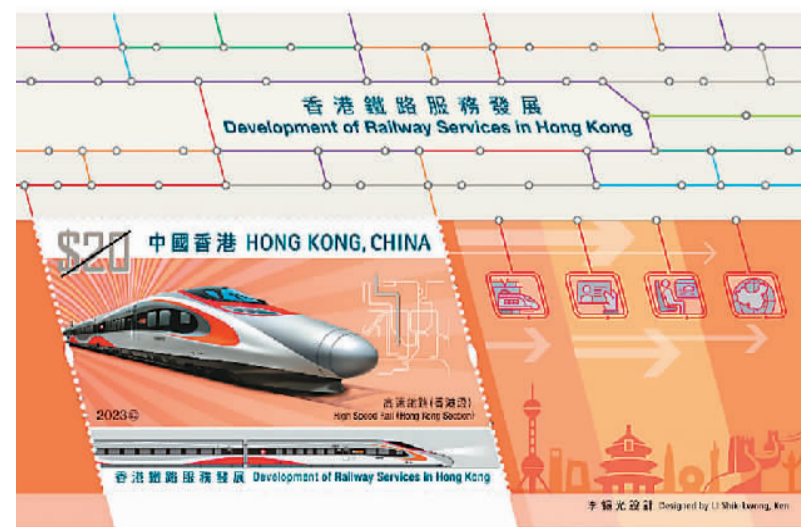 香港鐵路服務發展
Development of Railway Services in Hong Kong
$20 中國香港 HONG KONG, CHINA
高速鐵路(香港段)
2023© High Speed Rail (Hong Kong Section)
香港鐵路服務發展 Development of Railway Services in Hong Kong
李錫光設計 Designed by LI Shik-kwong, Ken